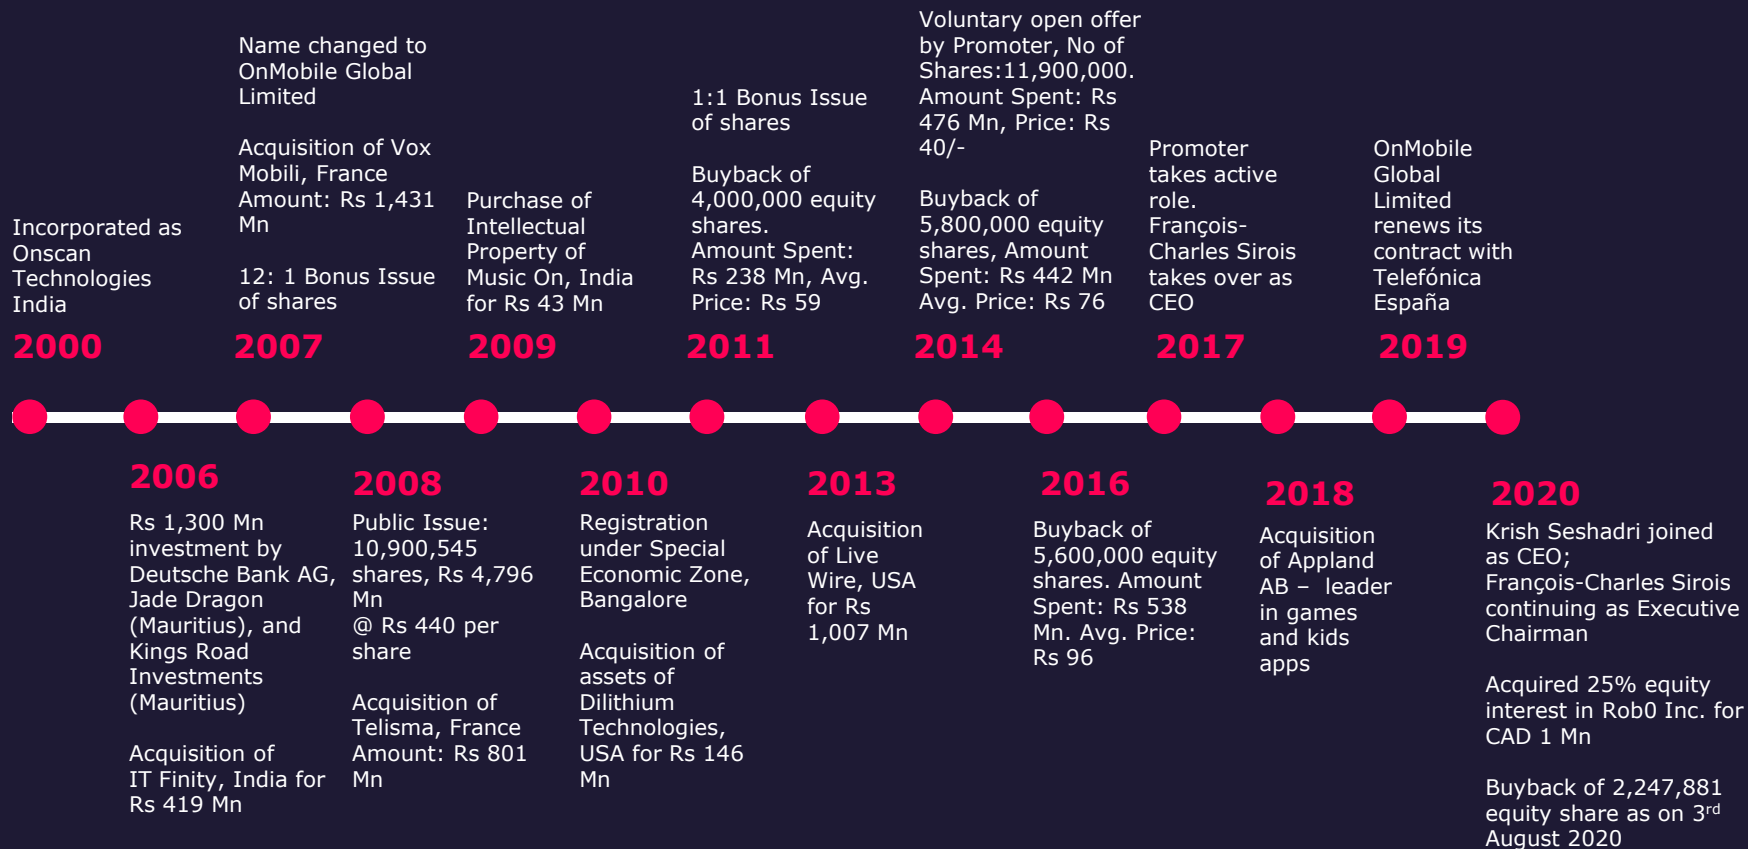 Incorporated as
Onscan
Technologies
India
2000
Name changed to
OnMobile Global
Limited
Acquisition of Vox
Mobili, France
Amount: Rs 1,431
Mn
12: 1 Bonus Issue
of shares
2007
Purchase of
Intellectual
Property of
Music On, India
for Rs 43 Mn
2009
1:1 Bonus Issue
of shares
Buyback of
4,000,000 equity
shares.
Amount Spent:
Rs 238 Mn, Avg.
Price: Rs 59
2011
Voluntary open offer
by Promoter, No of
Shares:11,900,000.
Amount Spent: Rs
476 Mn, Price: Rs
40/-
Buyback of
5,800,000 equity
shares, Amount
Spent: Rs 442 Mn
Avg. Price: Rs 76
2014
Promoter
takes active
role.
François-
Charles Sirois
takes over as
CEO
2017
OnMobile
Global
Limited
renews its
contract with
Telefónica
España
2019
2006
Rs 1,300 Mn
investment by
Deutsche Bank AG,
Jade Dragon
(Mauritius), and
Kings Road
Investments
(Mauritius)
Acquisition of
IT Finity, India for
Rs 419 Mn
2008
Public Issue:
10,900,545
shares, Rs 4,796
Mn
@ Rs 440 per
share
Acquisition of
Telisma, France
Amount: Rs 801
Mn
2010
Registration
under Special
Economic Zone,
Bangalore
Acquisition of
assets of
Dilithium
Technologies,
USA for Rs 146
Mn
2013
Acquisition
of Live
Wire, USA
for Rs
1,007 Mn
2016
Buyback of
5,600,000 equity
shares. Amount
Spent: Rs 538
Mn. Avg. Price:
Rs 96
2018
Acquisition
of Appland
AB – leader
in games
and kids
apps
2020
Krish Seshadri joined
as CEO;
François-Charles Sirois
continuing as Executive
Chairman
Acquired 25% equity
interest in Rob0 Inc. for
CAD 1 Mn
Buyback of 2,247,881
equity share as on 3rd
August 2020